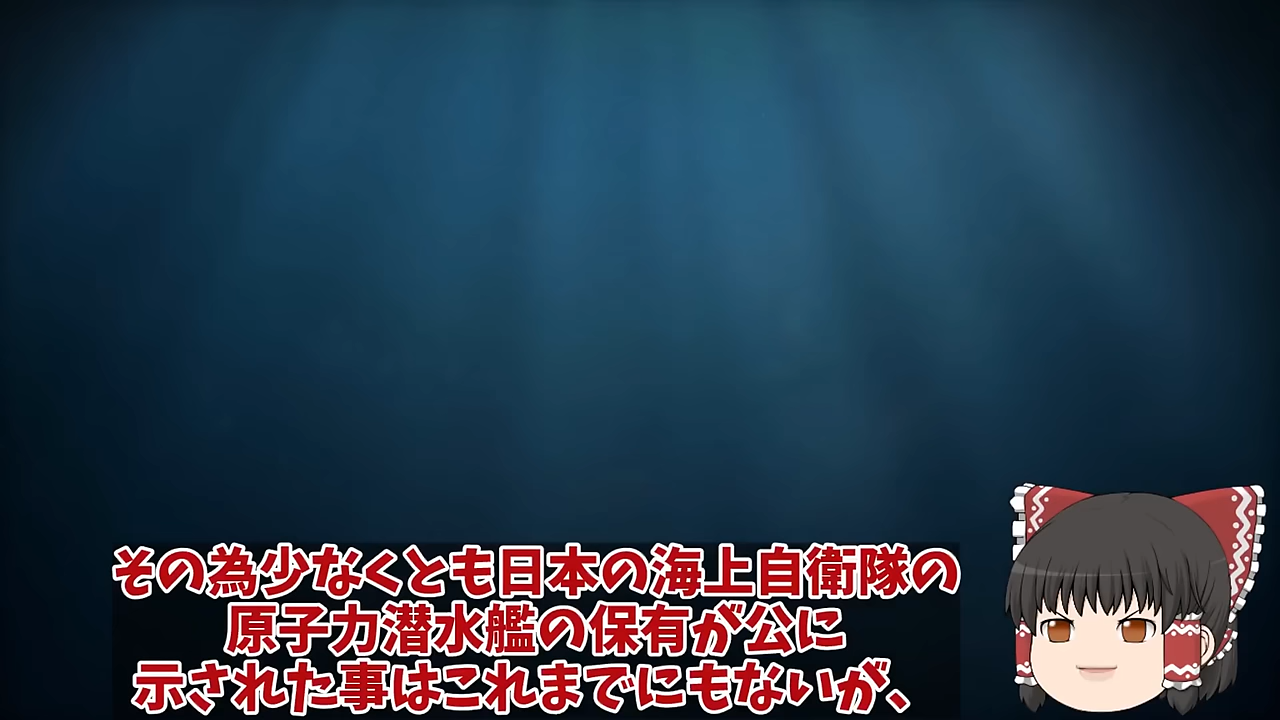 その為少なくとも日本の海上自衛隊の
原子力潜水艦の保有が公に
示された事はこれまでにもないが、